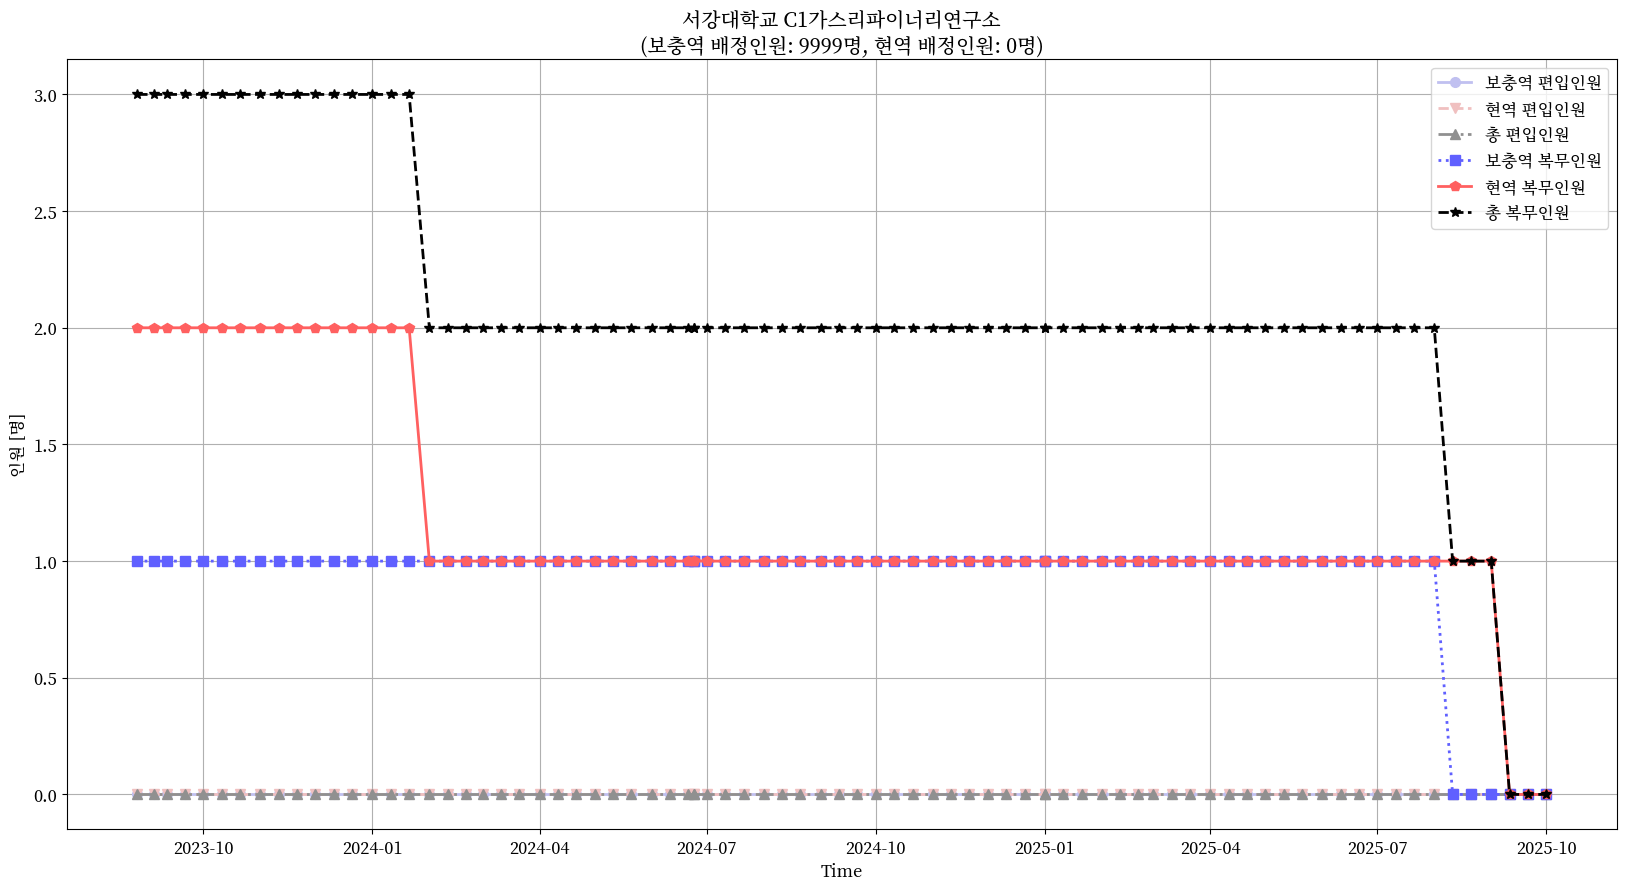 서강대학교 C1가스리파이너리연구소
(보충역 배정인원: 9999명, 현역 배정인원: 0명)
보충역 편입인원
현역 편입인원
총 편입인원
보충역 복무인원
현역 복무인원
총 복무인원
3.0
2.5
2.0
1.5
1.0
0.5
0.0
인원 [명]
2023-10
2024-01
2024-04
2024-07
2024-10
2025-01
2025-04
2025-07
2025-10
Time